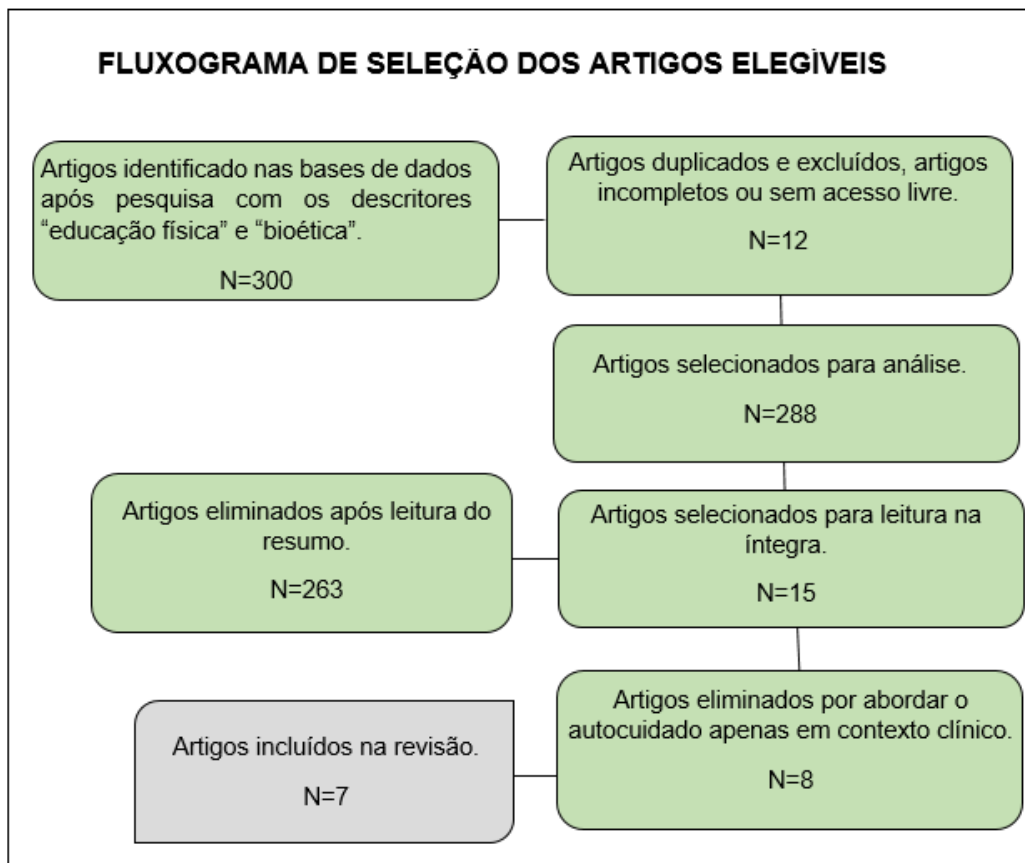 FLUXOGRAMA DE SELEÇÃO DOS ARTIGOS ELEGÍVEIS
Artigos identificado nas bases de dados
após pesquisa com os descritores
“educação física” e “bioética”.
N=300
Artigos duplicados e excluídos, artigos
incompletos ou sem acesso livre.
N=12
Artigos selecionados para análise.
N=288
Artigos eliminados após leitura do
resumo.
N=263
Artigos selecionados para leitura na
íntegra.
N=15
Artigos eliminados por abordar o
autocuidado apenas em contexto clínico.
N=8
Artigos incluídos na revisão.
N=7